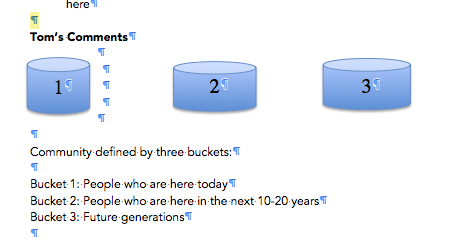 here
Tom's Comments
1 2 3
Community defined by three buckets:
Bucket 1: People who are here today
Bucket 2: People who are here in the next 10-20 years
Bucket 3: Future generations